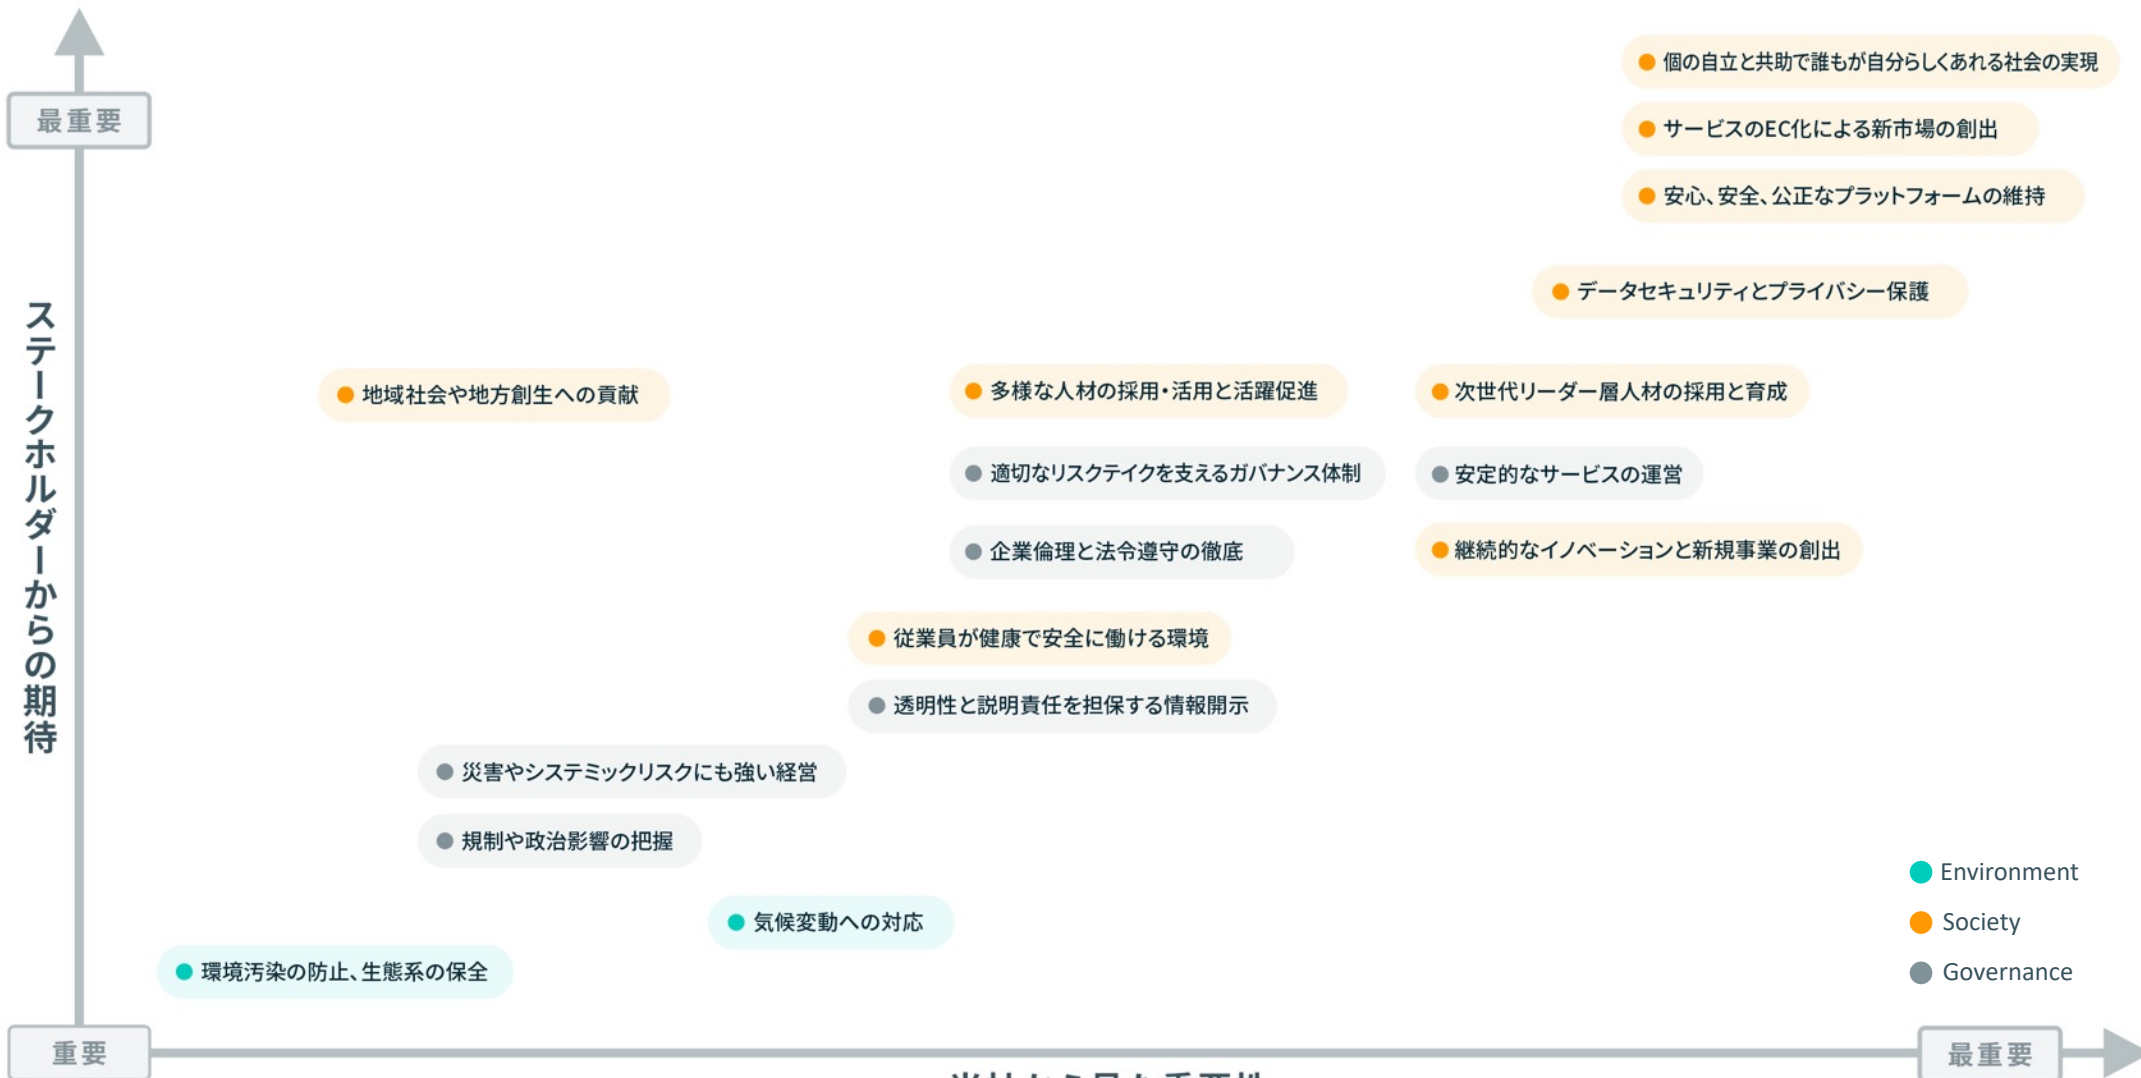 最重要
ステークホルダーからの期待
個の自立と共助で誰もが自分らしくあれる社会の実現
サービスのEC化による新市場の創出
安心、安全、公正なプラットフォームの維持
データセキュリティとプライバシー保護
地域社会や地方創生への貢献
多様な人材の採用・活用と活躍促進
次世代リーダー層人材の採用と育成
適切なリスクテイクを支えるガバナンス体制
安定的なサービスの運営
企業倫理と法令遵守の徹底
継続的なイノベーションと新規事業の創出
従業員が健康で安全に働ける環境
透明性と説明責任を担保する情報開示
災害やシステミックリスクにも強い経営
規制や政治影響の把握
気候変動への対応
環境汚染の防止、生態系の保全
Environment
Society
Governance
重要
最重要
当社から見た重要性